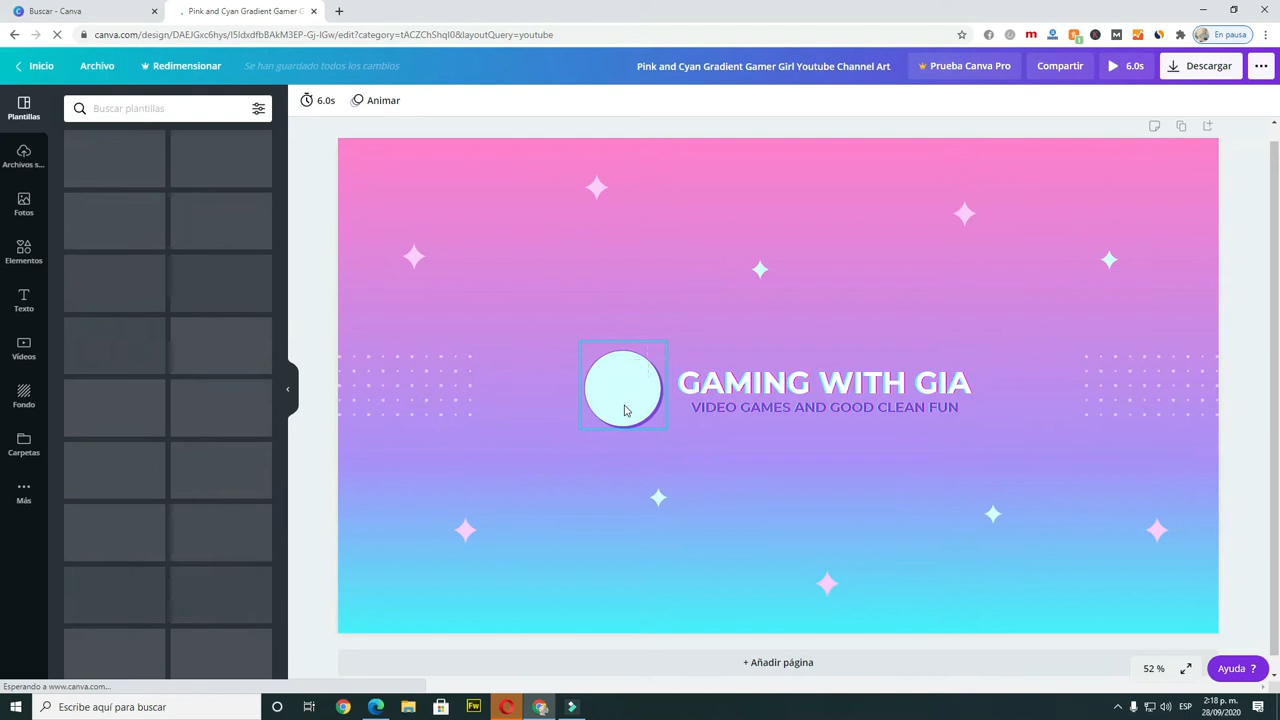 Buscar - Canva
Pink and Cyan Gradient Gamer G
canva.com/design/DAEJGxc6hys/I5IdxdfbBAkM3EP-Gj-IGw/edit?category=tACZChShqI0&layoutQuery=youtube
En pausa
Inicio
Archivo
Redimensionar
Se han guardado todos los cambios
Pink and Cyan Gradient Gamer Girl Youtube Channel Art
Prueba Canva Pro
Compartir
6.0s
Descargar
Plantillas
Buscar plantillas
6.0s
Animar
Archivos s...
Fotos
Elementos
Texto
Vídeos
Fondo
Carpetas
Más
GAMING WITH GIA
VIDEO GAMES AND GOOD CLEAN FUN
+ Añadir página
52 %
Ayuda ?
Esperando a www.canva.com...
Escribe aquí para buscar
Fw
ESP
2:18 p. m.
28/09/2020